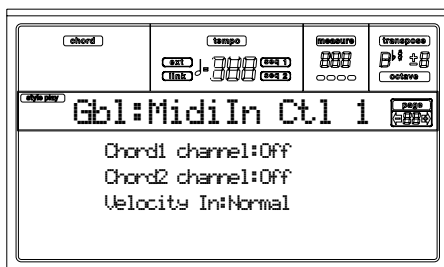 chord tempo measure transpose
ext seq 1
link seq 2
octave
style play page
Gbl:MidiIn Ctl 1
Chord1 channel:Off
Chord2 channel:Off
Velocity In:Normal